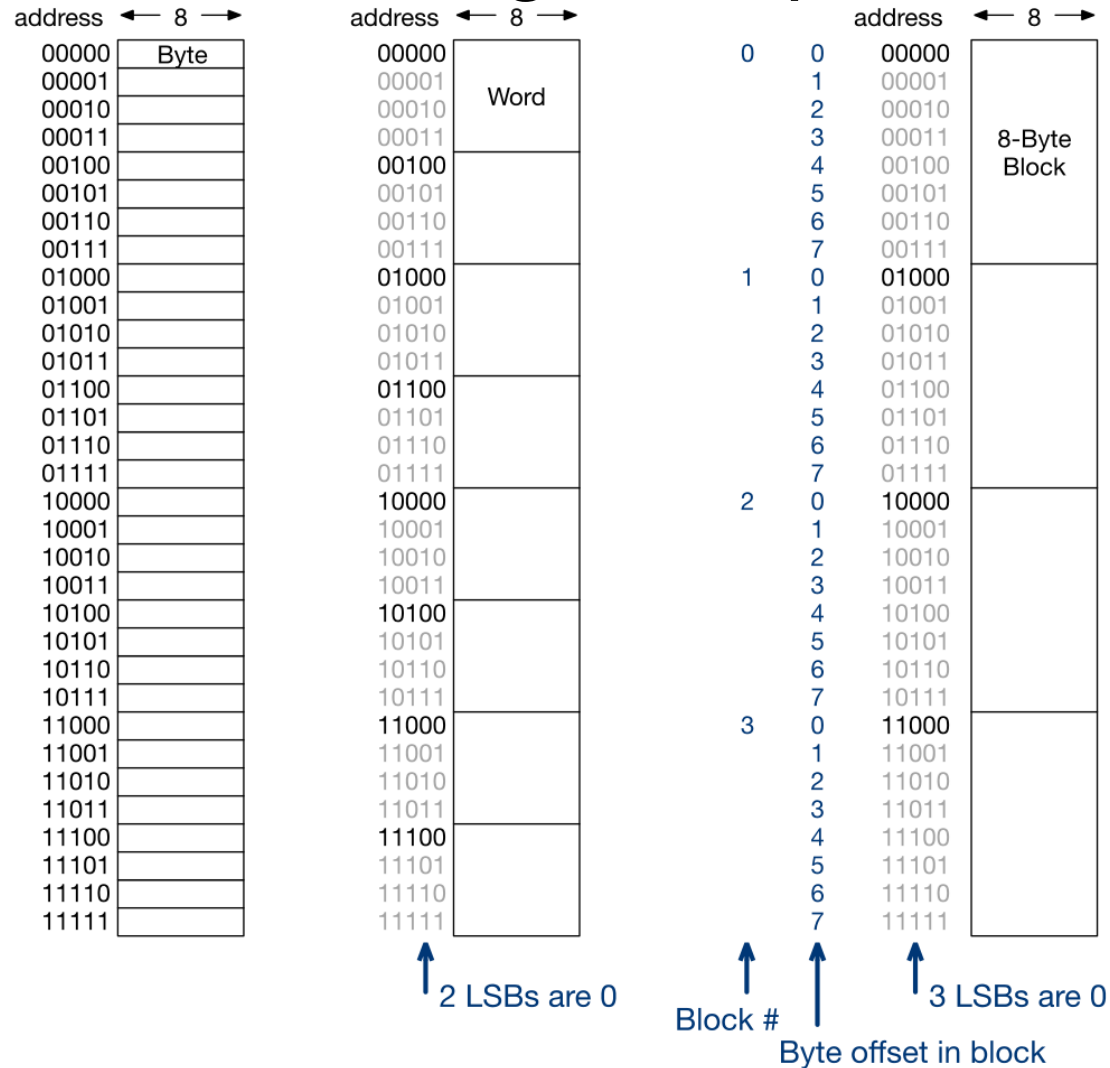 address 8 address 8 address 8
00000 Byte 00000 0 0 00000
00001 00001 1 00001
00010 Word 00010 2 00010
00011 00011 3 00011 8-Byte
00100 00100 4 00100 Block
00101 00101 5 00101
00110 00110 6 00110
00111 00111 7 00111
01000 01000 1 0 01000
01001 01001 1 01001
01010 01010 2 01010
01011 01011 3 01011
01100 01100 4 01100
01101 01101 5 01101
01110 01110 6 01110
01111 01111 7 01111
10000 10000 2 0 10000
10001 10001 1 10001
10010 10010 2 10010
10011 10011 3 10011
10100 10100 4 10100
10101 10101 5 10101
10110 10110 6 10110
10111 10111 7 10111
11000 11000 3 0 11000
11001 11001 1 11001
11010 11010 2 11010
11011 11011 3 11011
11100 11100 4 11100
11101 11101 5 11101
11110 11110 6 11110
11111 11111 7 11111
2 LSBs are 0 3 LSBs are 0
Block #
Byte offset in block